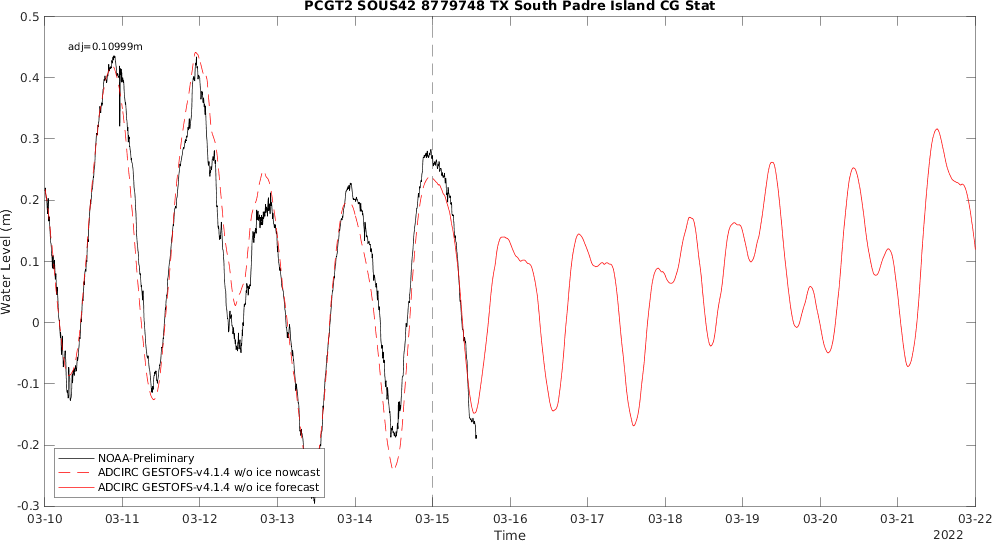 PCGT2 SOUS42 8779748 TX South Padre Island CG Stat
adj=0.10999m
0.5
0.4
0.3
0.2
0.1
0
-0.1
-0.2
-0.3
Water Level (m)
NOAA-Preliminary
ADCIRC GESTOFS-v4.1.4 w/o ice nowcast
ADCIRC GESTOFS-v4.1.4 w/o ice forecast
03-10 03-11 03-12 03-13 03-14 03-15 03-16 03-17 03-18 03-19 03-20 03-21 03-22
Time
2022